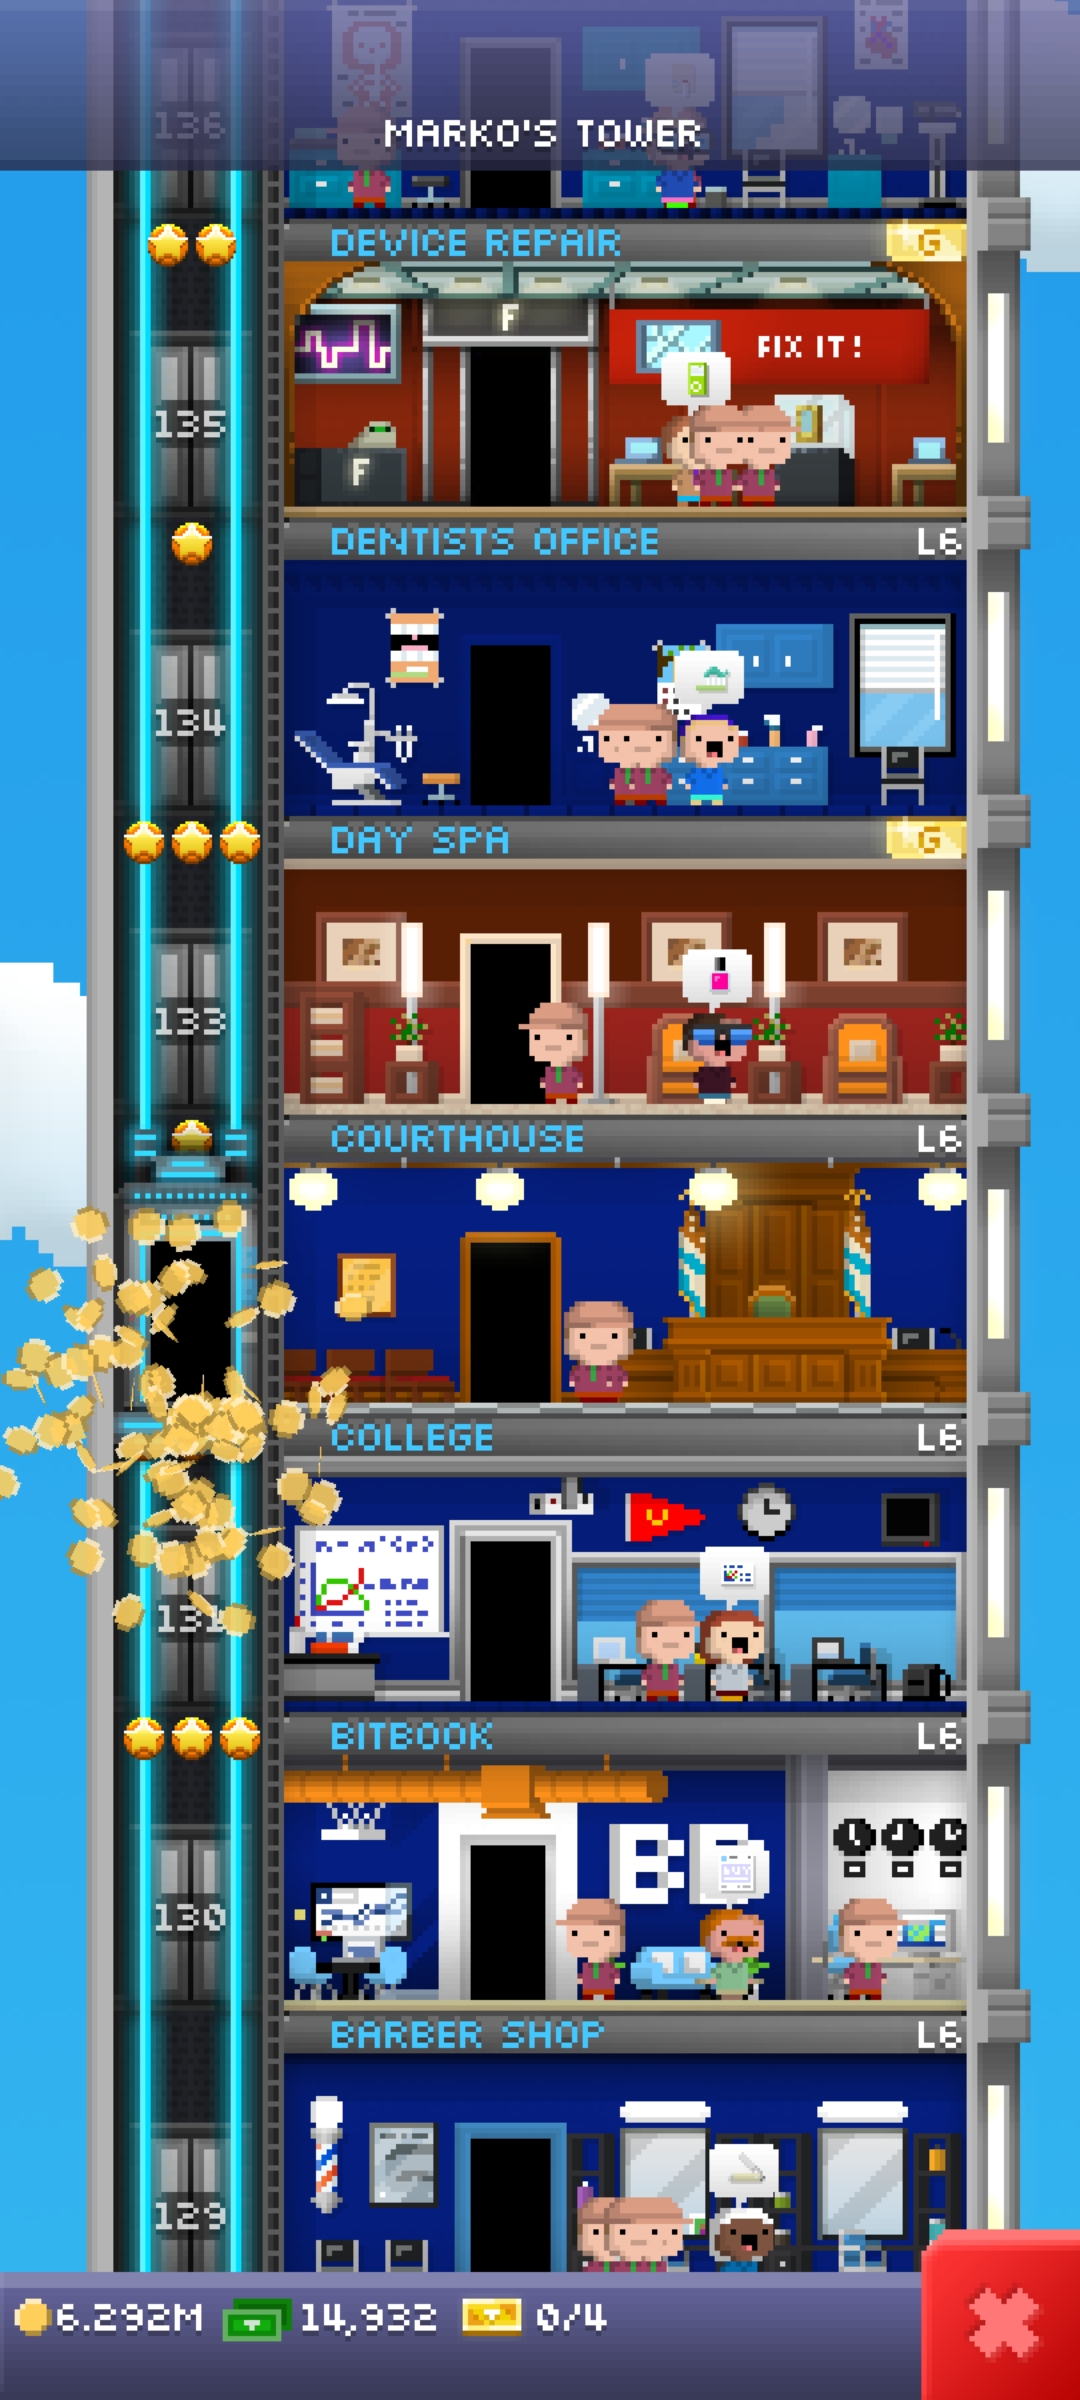 136
MARKO'S TOWER
DEVICE REPAIR G
F
FIX IT!
135
F
DENTISTS OFFICE L6
134
DAY SPA G
133
COURTHOUSE L6
COLLEGE L6
U
131
BITBOOK L6
BB
130
BARBER SHOP L6
129
6.292M 14,932 0/4